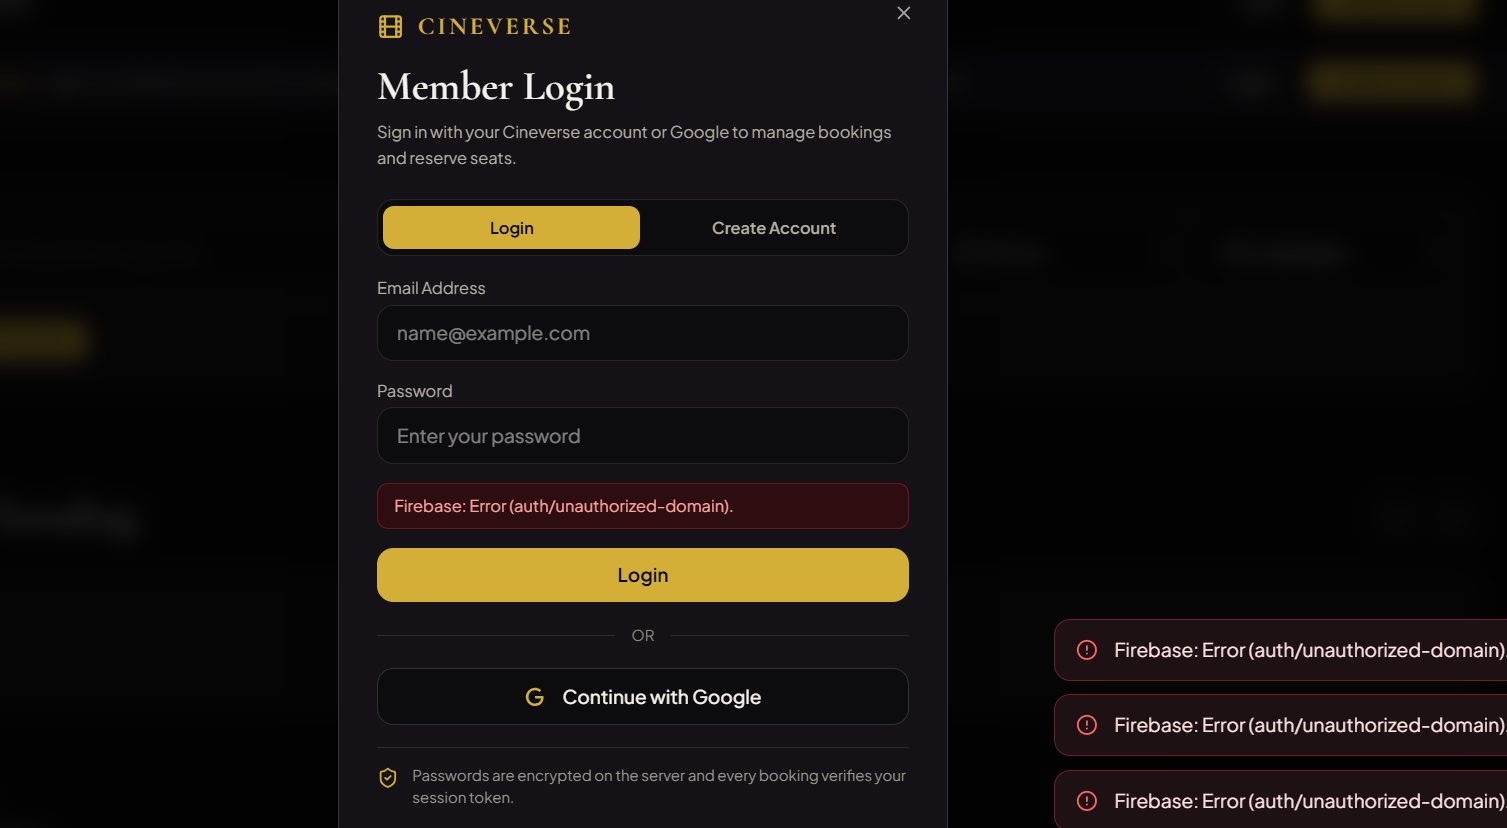 CINEVERSE
Member Login
Sign in with your Cineverse account or Google to manage bookings
and reserve seats.
Login
Create Account
Email Address
name@example.com
Password
Enter your password
Firebase: Error (auth/unauthorized-domain).
Login
OR
G Continue with Google
Passwords are encrypted on the server and every booking verifies your
session token.
Firebase: Error (auth/unauthorized-domain).
Firebase: Error (auth/unauthorized-domain).
Firebase: Error (auth/unauthorized-domain).